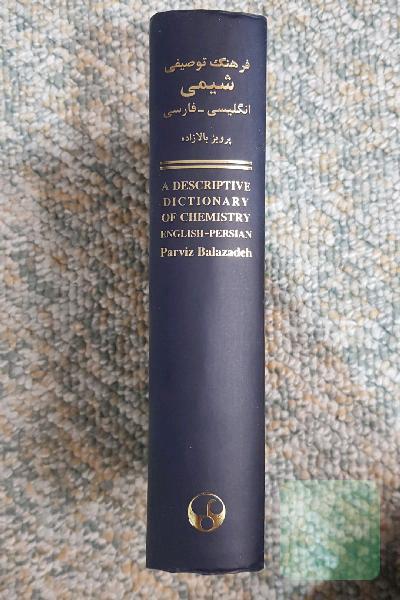 فرهنگ توصیفی
شیمی
انگلیسی - فارسی
پرویز بالازاده
A DESCRIPTIVE
DICTIONARY
OF CHEMISTRY
ENGLISH-PERSIAN
Parviz Balazadeh